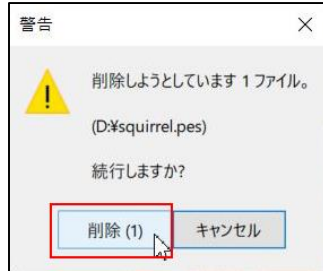 警告
削除しようとしています 1 ファイル。
(D:¥squirrel.pes)
続行しますか?
削除 (1)
キャンセル